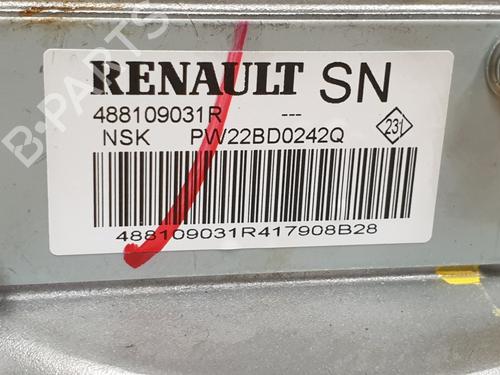 RENAULT SN
488109031R ---
NSK PW22BD0242Q
231
488109031R417908B28
B-PARTS